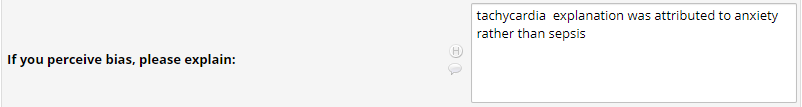 If you perceive bias, please explain:
H
tachycardia  explanation was attributed to anxiety
rather than sepsis